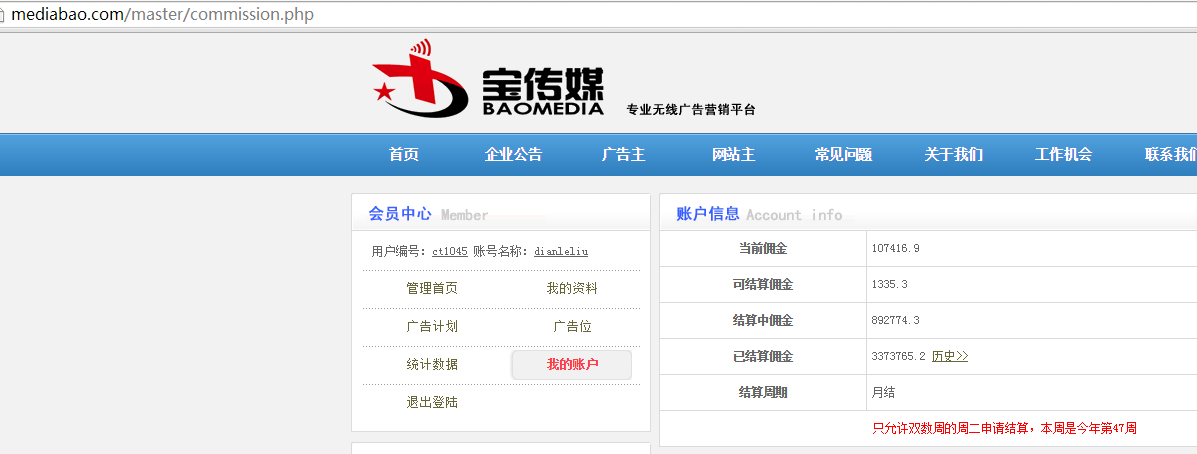 mediabao.com/master/commission.php
宝传媒
BAOMEDIA
专业无线广告营销平台
首页 企业公告 广告主 网站主 常见问题 关于我们 工作机会 联系我们
会员中心 Member
用户编号：ct1045 账号名称：dianleliu
管理首页 我的资料
广告计划 广告位
统计数据 我的账户
退出登陆
账户信息 Account info
当前佣金 107416.9
可结算佣金 1335.3
结算中佣金 892774.3
已结算佣金 3373765.2 历史>>
结算周期 月结
只允许双数周的周二申请结算，本周是今年第47周